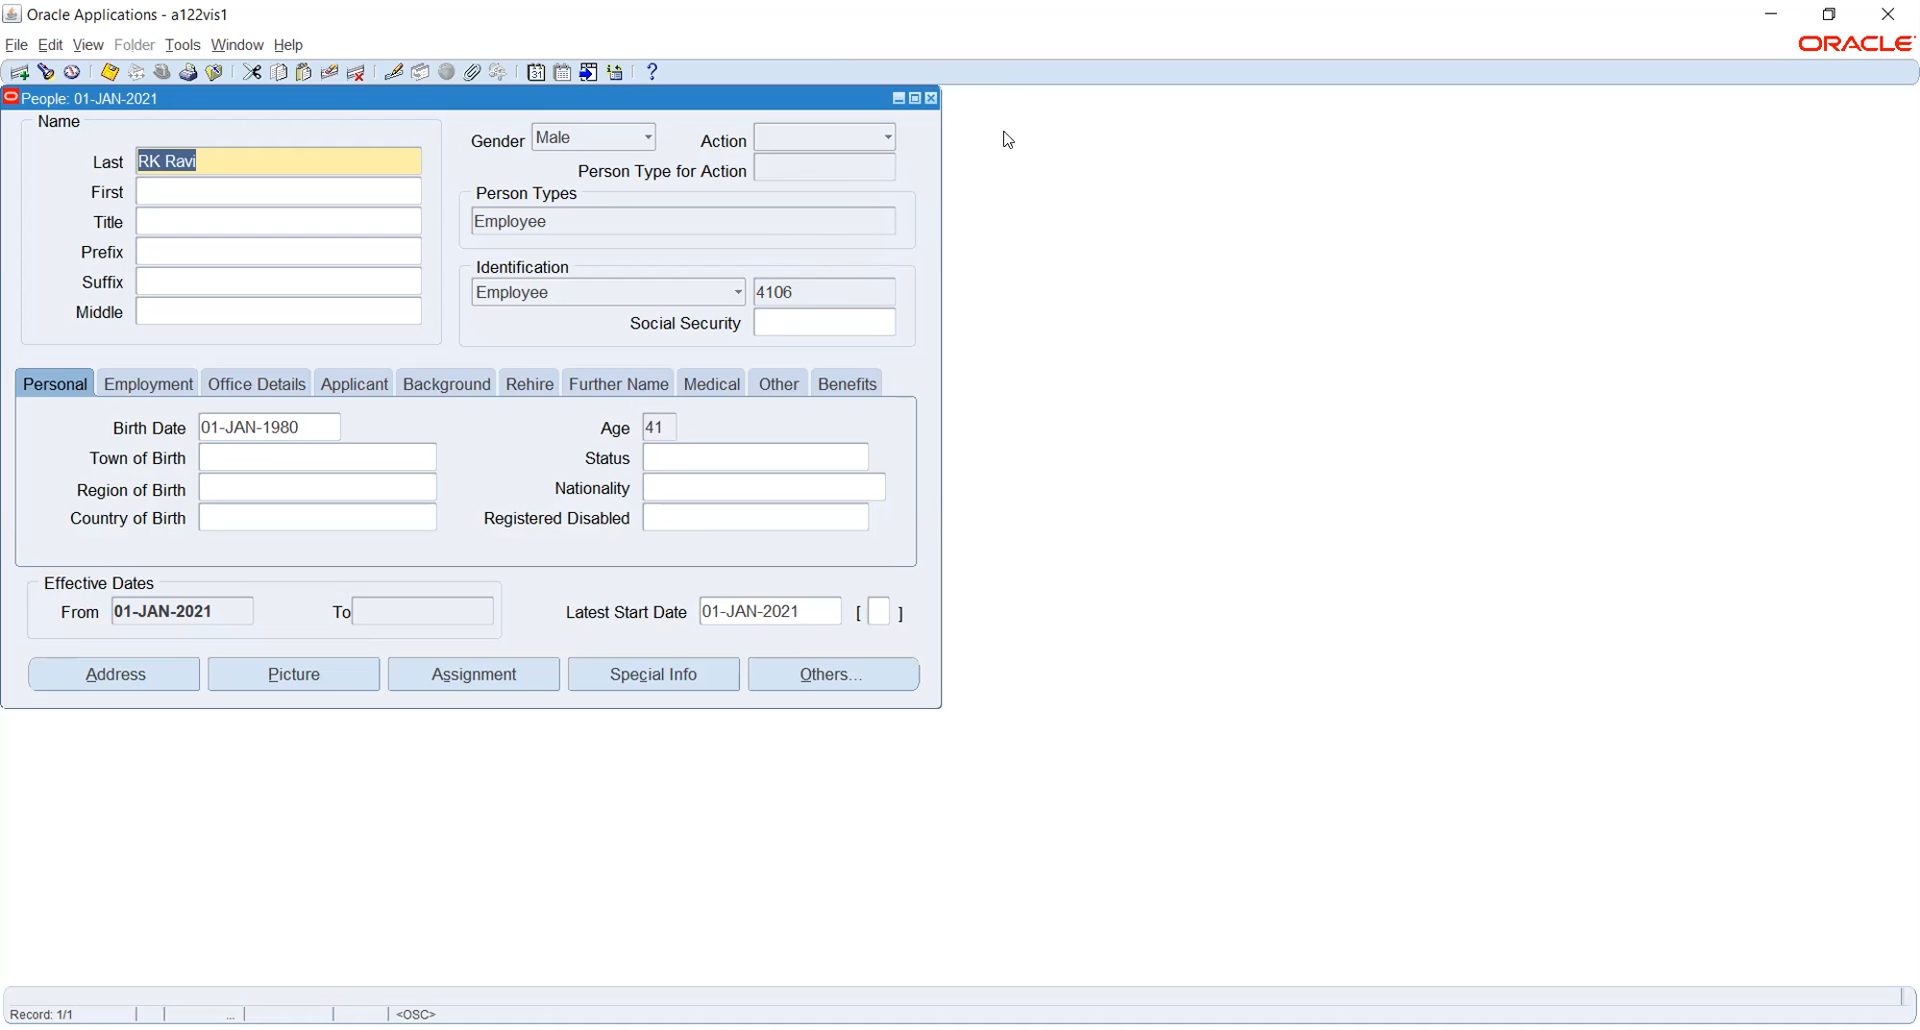 Oracle Applications - a122vis1
File Edit View Folder Tools Window Help
ORACLE
People: 01-JAN-2021
Name
Last RK Ravi
First
Title
Prefix
Suffix
Middle
Gender Male Action
Person Type for Action
Person Types
Employee
Identification
Employee 4106
Social Security
Personal Employment Office Details Applicant Background Rehire Further Name Medical Other Benefits
Birth Date 01-JAN-1980 Age 41
Town of Birth Status
Region of Birth Nationality
Country of Birth Registered Disabled
Effective Dates
From 01-JAN-2021 To Latest Start Date 01-JAN-2021 [ ]
Address Picture Assignment Special Info Others...
Record: 1/1 ... <OSC>